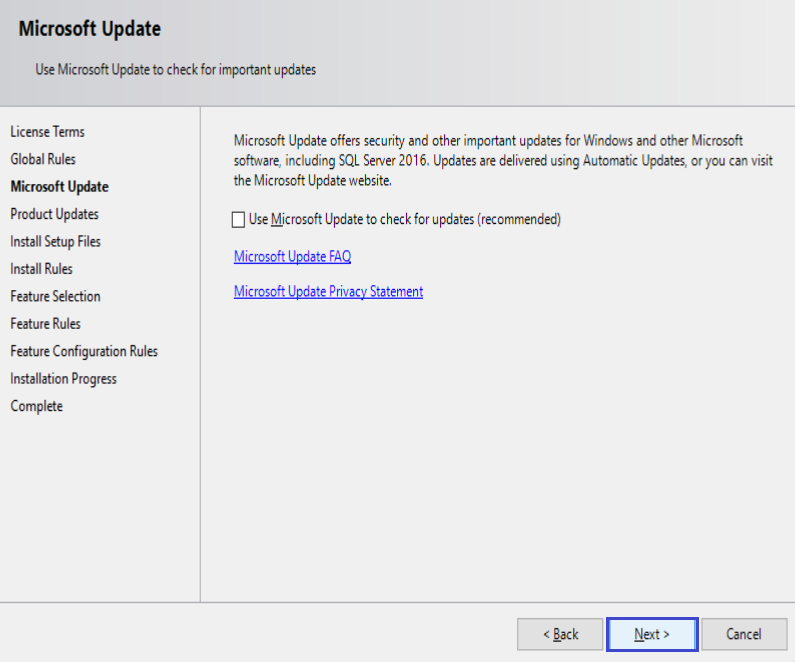 Microsoft Update
Use Microsoft Update to check for important updates
License Terms
Global Rules
Microsoft Update
Product Updates
Install Setup Files
Install Rules
Feature Selection
Feature Rules
Feature Configuration Rules
Installation Progress
Complete
Microsoft Update offers security and other important updates for Windows and other Microsoft
software, including SQL Server 2016. Updates are delivered using Automatic Updates, or you can visit
the Microsoft Update website.
Use Microsoft Update to check for updates (recommended)
Microsoft Update FAQ
Microsoft Update Privacy Statement
< Back
Next >
Cancel